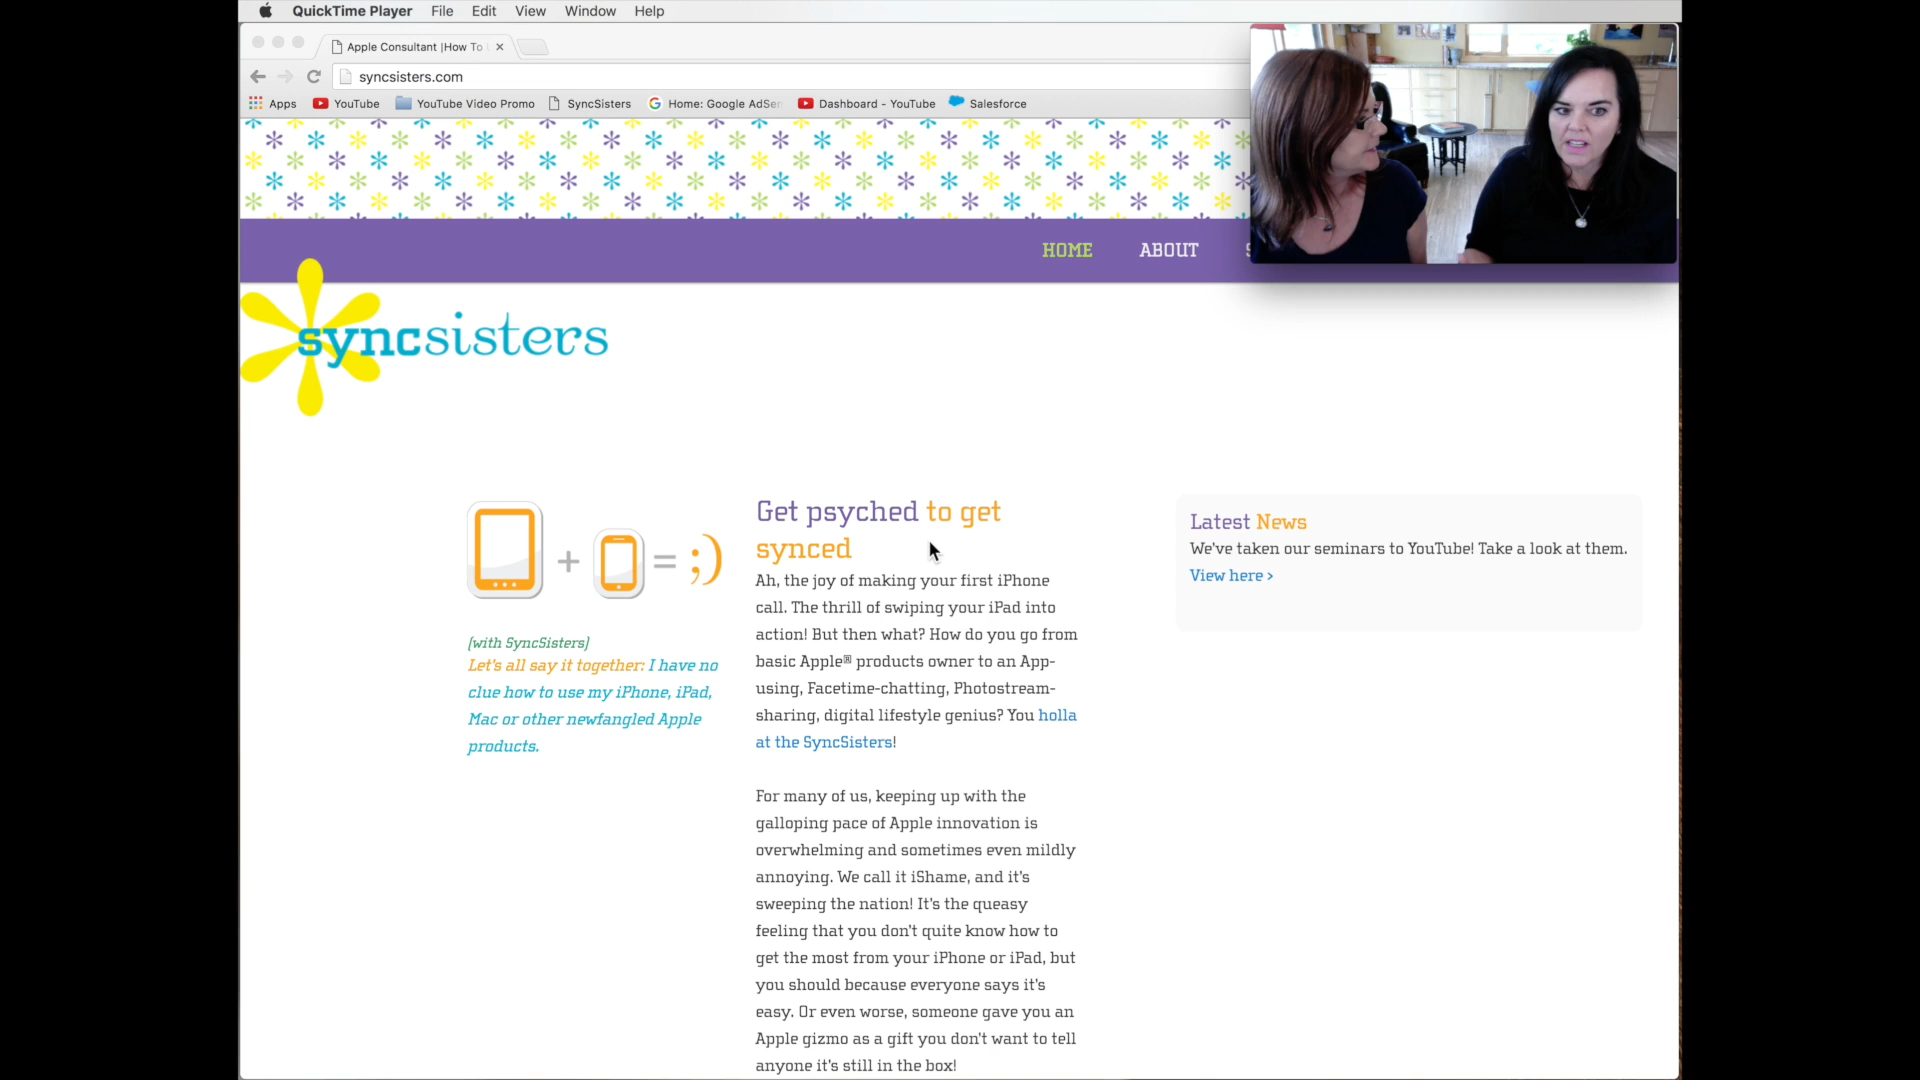 QuickTime Player File Edit View Window Help
Apple Consultant |How To
syncsisters.com
Apps YouTube YouTube Video Promo SyncSisters Home: Google AdSen Dashboard - YouTube Salesforce
HOME ABOUT S
syncsisters
+ = ;)
(with SyncSisters)
Let's all say it together: I have no
clue how to use my iPhone, iPad,
Mac or other newfangled Apple
products.
Get psyched to get
synced
Ah, the joy of making your first iPhone
call. The thrill of swiping your iPad into
action! But then what? How do you go from
basic Apple® products owner to an App-
using, Facetime-chatting, Photostream-
sharing, digital lifestyle genius? You holla
at the SyncSisters!
For many of us, keeping up with the
galloping pace of Apple innovation is
overwhelming and sometimes even mildly
annoying. We call it iShame, and it's
sweeping the nation! It's the queasy
feeling that you don't quite know how to
get the most from your iPhone or iPad, but
you should because everyone says it's
easy. Or even worse, someone gave you an
Apple gizmo as a gift you don't want to tell
anyone it's still in the box!
Latest News
We've taken our seminars to YouTube! Take a look at them.
View here >